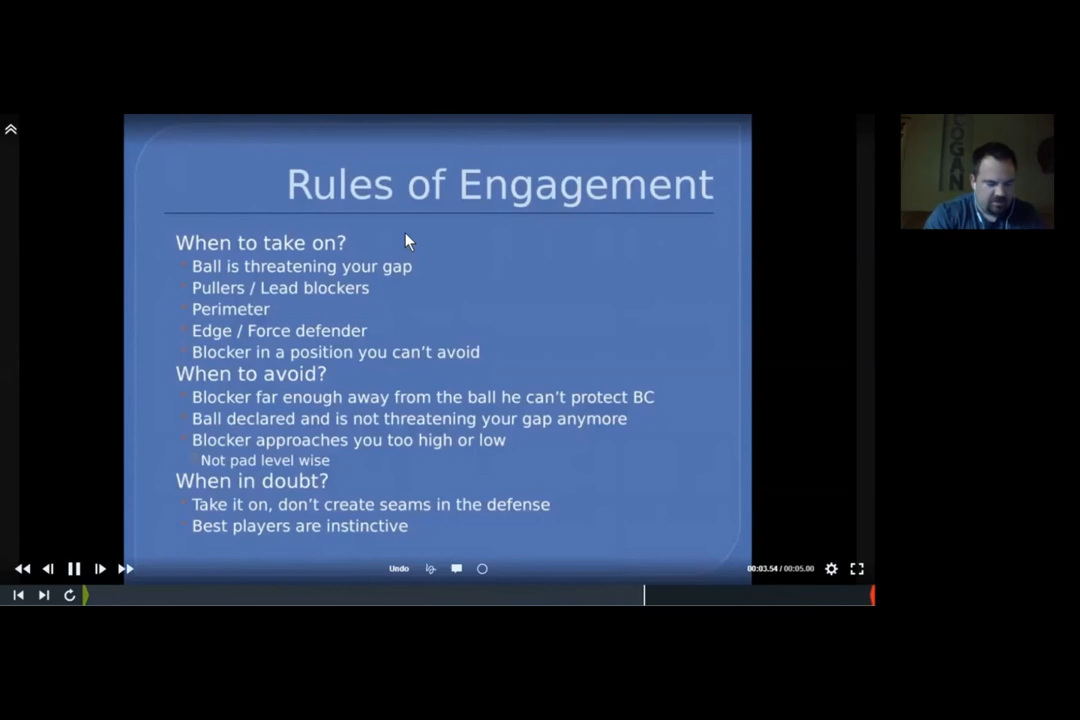 Rules of Engagement
When to take on?
Ball is threatening your gap
Pullers / Lead blockers
Perimeter
Edge / Force defender
Blocker in a position you can't avoid
When to avoid?
Blocker far enough away from the ball he can't protect BC
Ball declared and is not threatening your gap anymore
Blocker approaches you too high or low
Not pad level wise
When in doubt?
Take it on, don't create seams in the defense
Best players are instinctive
Undo
00:03.54 / 00:05.00
COGAN